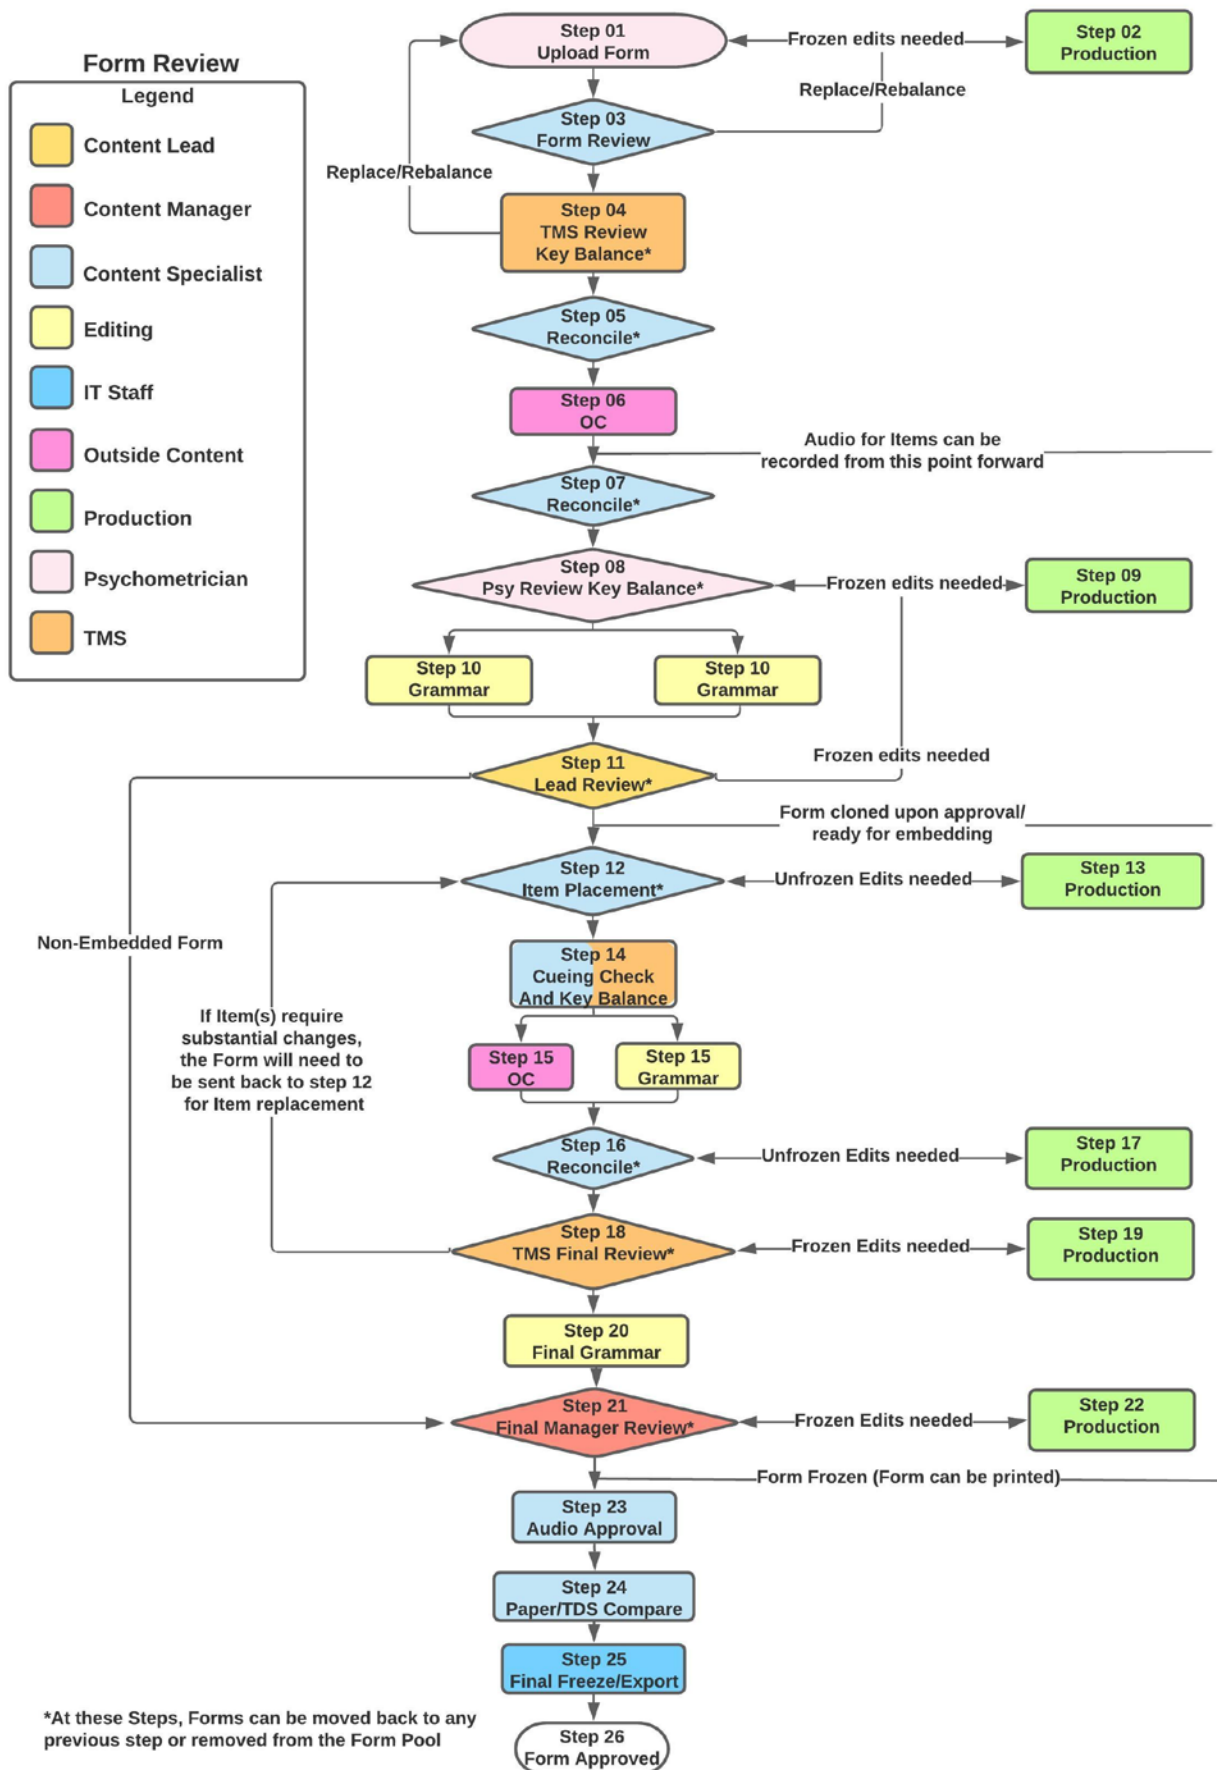 Form Review
Legend
Content Lead
Content Manager
Content Specialist
Editing
IT Staff
Outside Content
Production
Psychometrician
TMS
Step 01
Upload Form
Frozen edits needed
Step 02
Production
Replace/Rebalance
Step 03
Form Review
Replace/Rebalance
Step 04
TMS Review
Key Balance*
Step 05
Reconcile*
Step 06
OC
Audio for Items can be
recorded from this point forward
Step 07
Reconcile*
Step 08
Psy Review Key Balance*
Frozen edits needed
Step 09
Production
Step 10
Grammar
Step 10
Grammar
Frozen edits needed
Step 11
Lead Review*
Form cloned upon approval/
ready for embedding
Step 12
Item Placement*
Unfrozen Edits needed
Step 13
Production
Non-Embedded Form
Step 14
Cueing Check
And Key Balance
If Item(s) require
substantial changes,
the Form will need to
be sent back to step 12
for Item replacement
Step 15
OC
Step 15
Grammar
Step 16
Reconcile*
Unfrozen Edits needed
Step 17
Production
Step 18
TMS Final Review*
Frozen Edits needed
Step 19
Production
Step 20
Final Grammar
Step 21
Final Manager Review*
Frozen Edits needed
Step 22
Production
Form Frozen (Form can be printed)
Step 23
Audio Approval
Step 24
Paper/TDS Compare
Step 25
Final Freeze/Export
Step 26
Form Approved
*At these Steps, Forms can be moved back to any
previous step or removed from the Form Pool